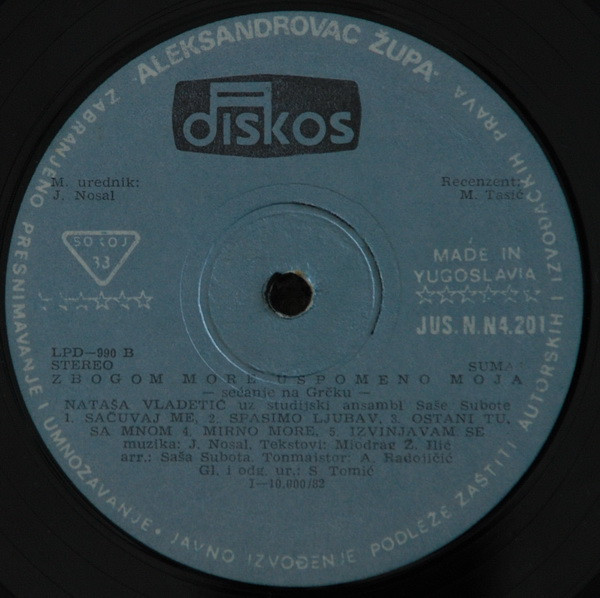 ALEKSANDROVAC ŽUPA
diskos
M. urednik:
J. Nosal
Recenzent:
M. Tasić
SOKOJ
33
MADE IN
YUGOSLAVIA
JUS. N.N4.201
LPD—990 B
STEREO
ZBOGOM MORE USPOMENO MOJA
— sećanje na Grčku —
NATAŠA VLADETIĆ uz studijski ansambl Saše Subote
1. SAČUVAJ ME, 2. SPASIMO LJUBAV, 3. OSTANI TU,
SA MNOM 4. MIRNO MORE, 5. IZVINJAVAM SE
muzika: J. Nosal, Tekstovi: Miodrag Ž. Ilić
arr.: Saša Subota. Tonmajstor: A. Radojičić
Gl. i odg. ur.: S Tomić
I—10.000/82
ZABRANJENO PRESNIMAVANJE I UMNOŽAVANJE • JAVNO IZVOĐENJE PODLEŽE ZAŠTITI AUTORSKIH I IZVOĐAČKIH PRAVA